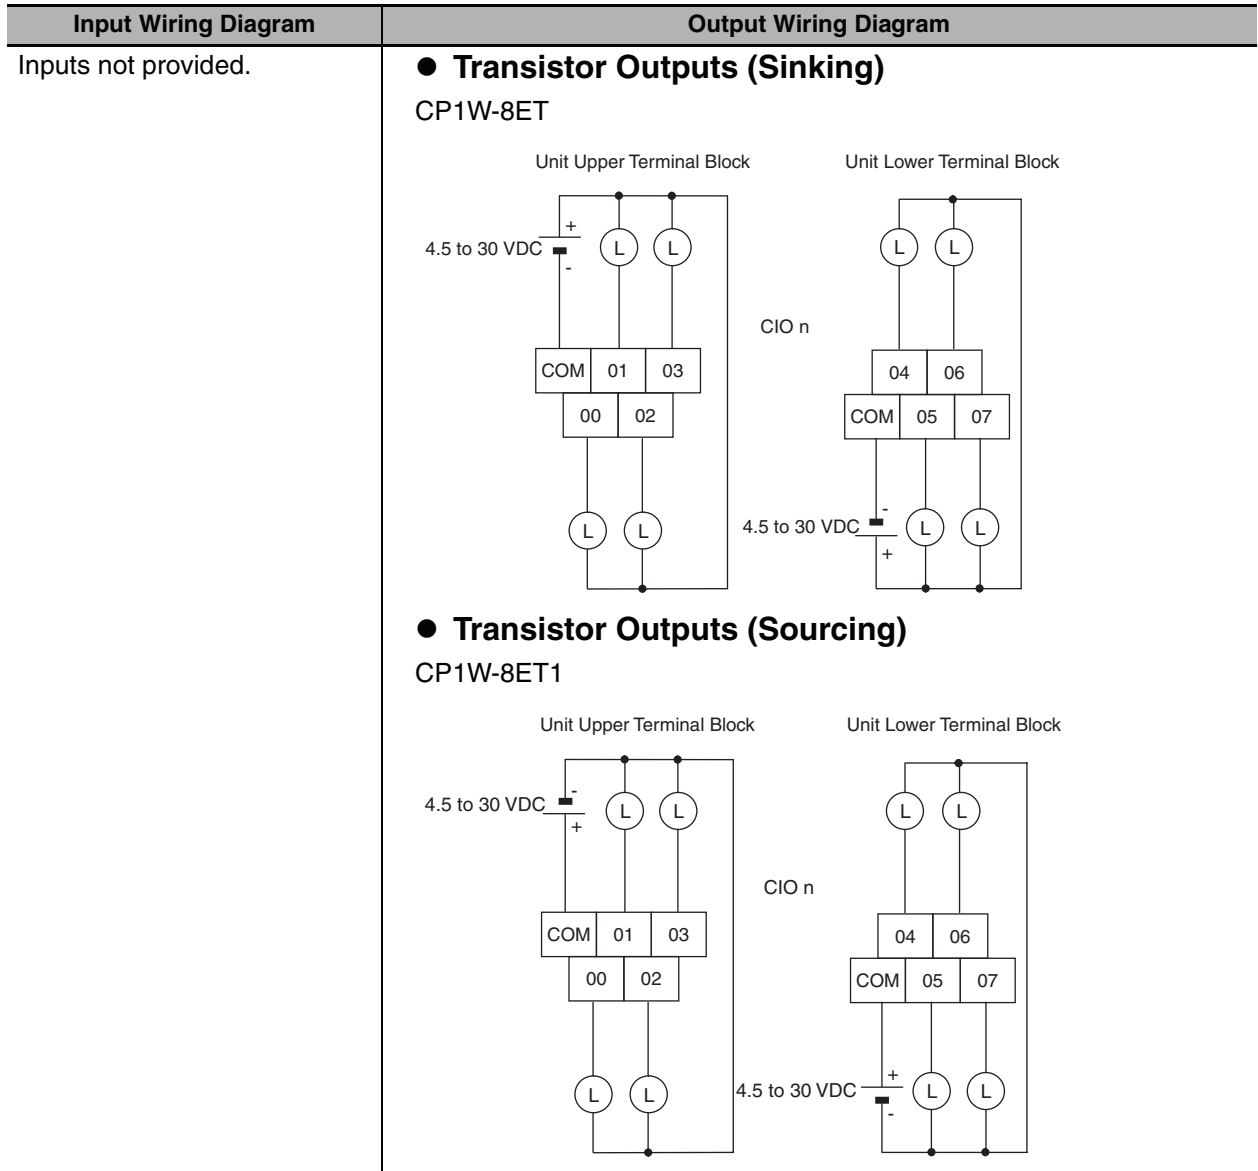 Input Wiring Diagram
Output Wiring Diagram
Inputs not provided.
● Transistor Outputs (Sinking)
CP1W-8ET
Unit Upper Terminal Block
Unit Lower Terminal Block
+
4.5 to 30 VDC
-
L
L
L
L
CIO n
COM 01 03
00 02
04 06
COM 05 07
L
L
4.5 to 30 VDC
-
+
L
L
● Transistor Outputs (Sourcing)
CP1W-8ET1
Unit Upper Terminal Block
Unit Lower Terminal Block
4.5 to 30 VDC
-
+
L
L
L
L
CIO n
COM 01 03
00 02
04 06
COM 05 07
L
L
4.5 to 30 VDC
+
-
L
L